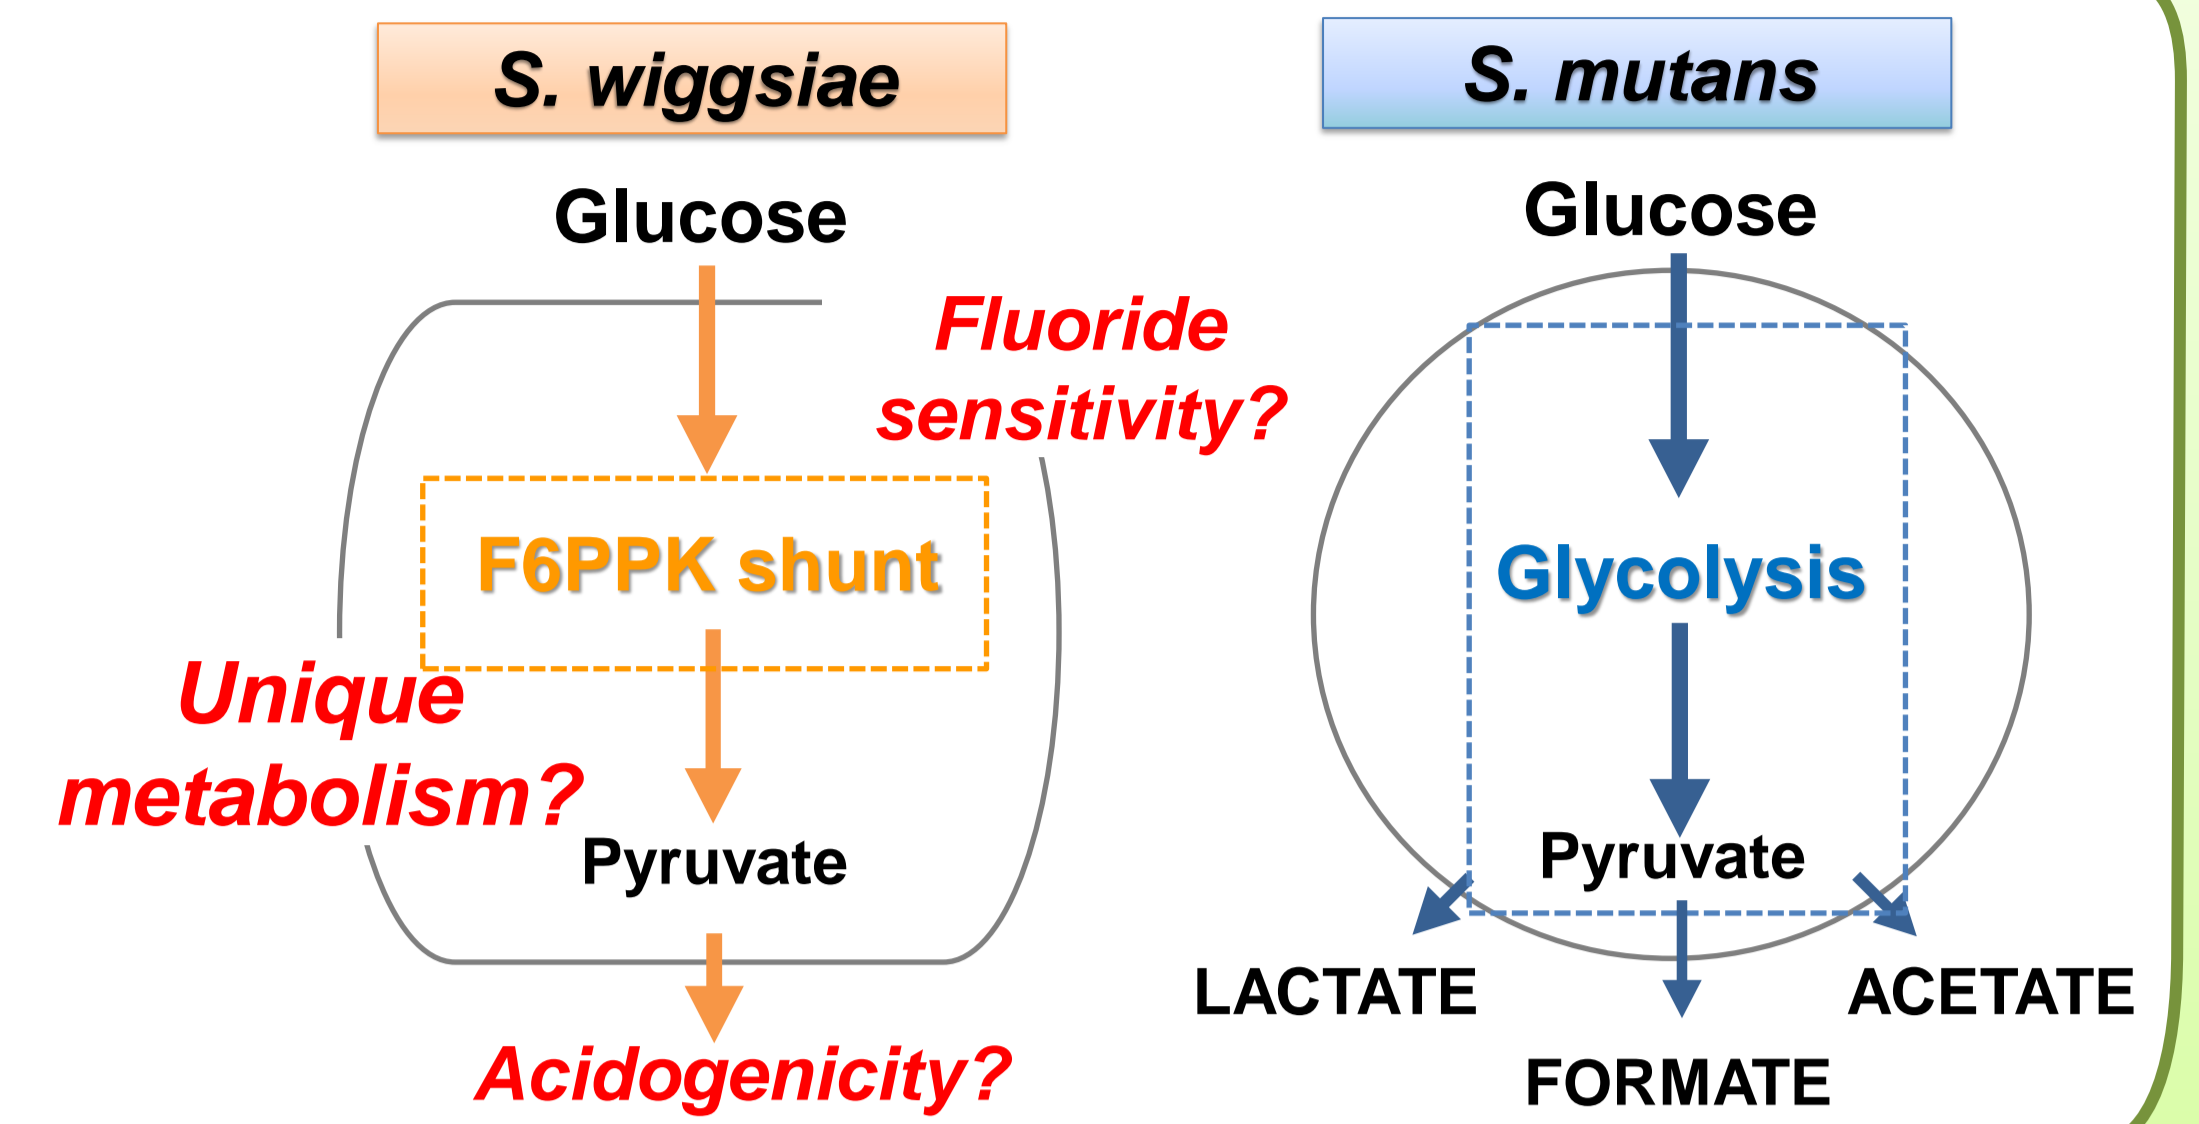 S. wiggsiae
Glucose
Fluoride
sensitivity?
F6PPK shunt
Unique
metabolism?
Pyruvate
Acidogenicity?
S. mutans
Glucose
Glycolysis
Pyruvate
LACTATE
ACETATE
FORMATE